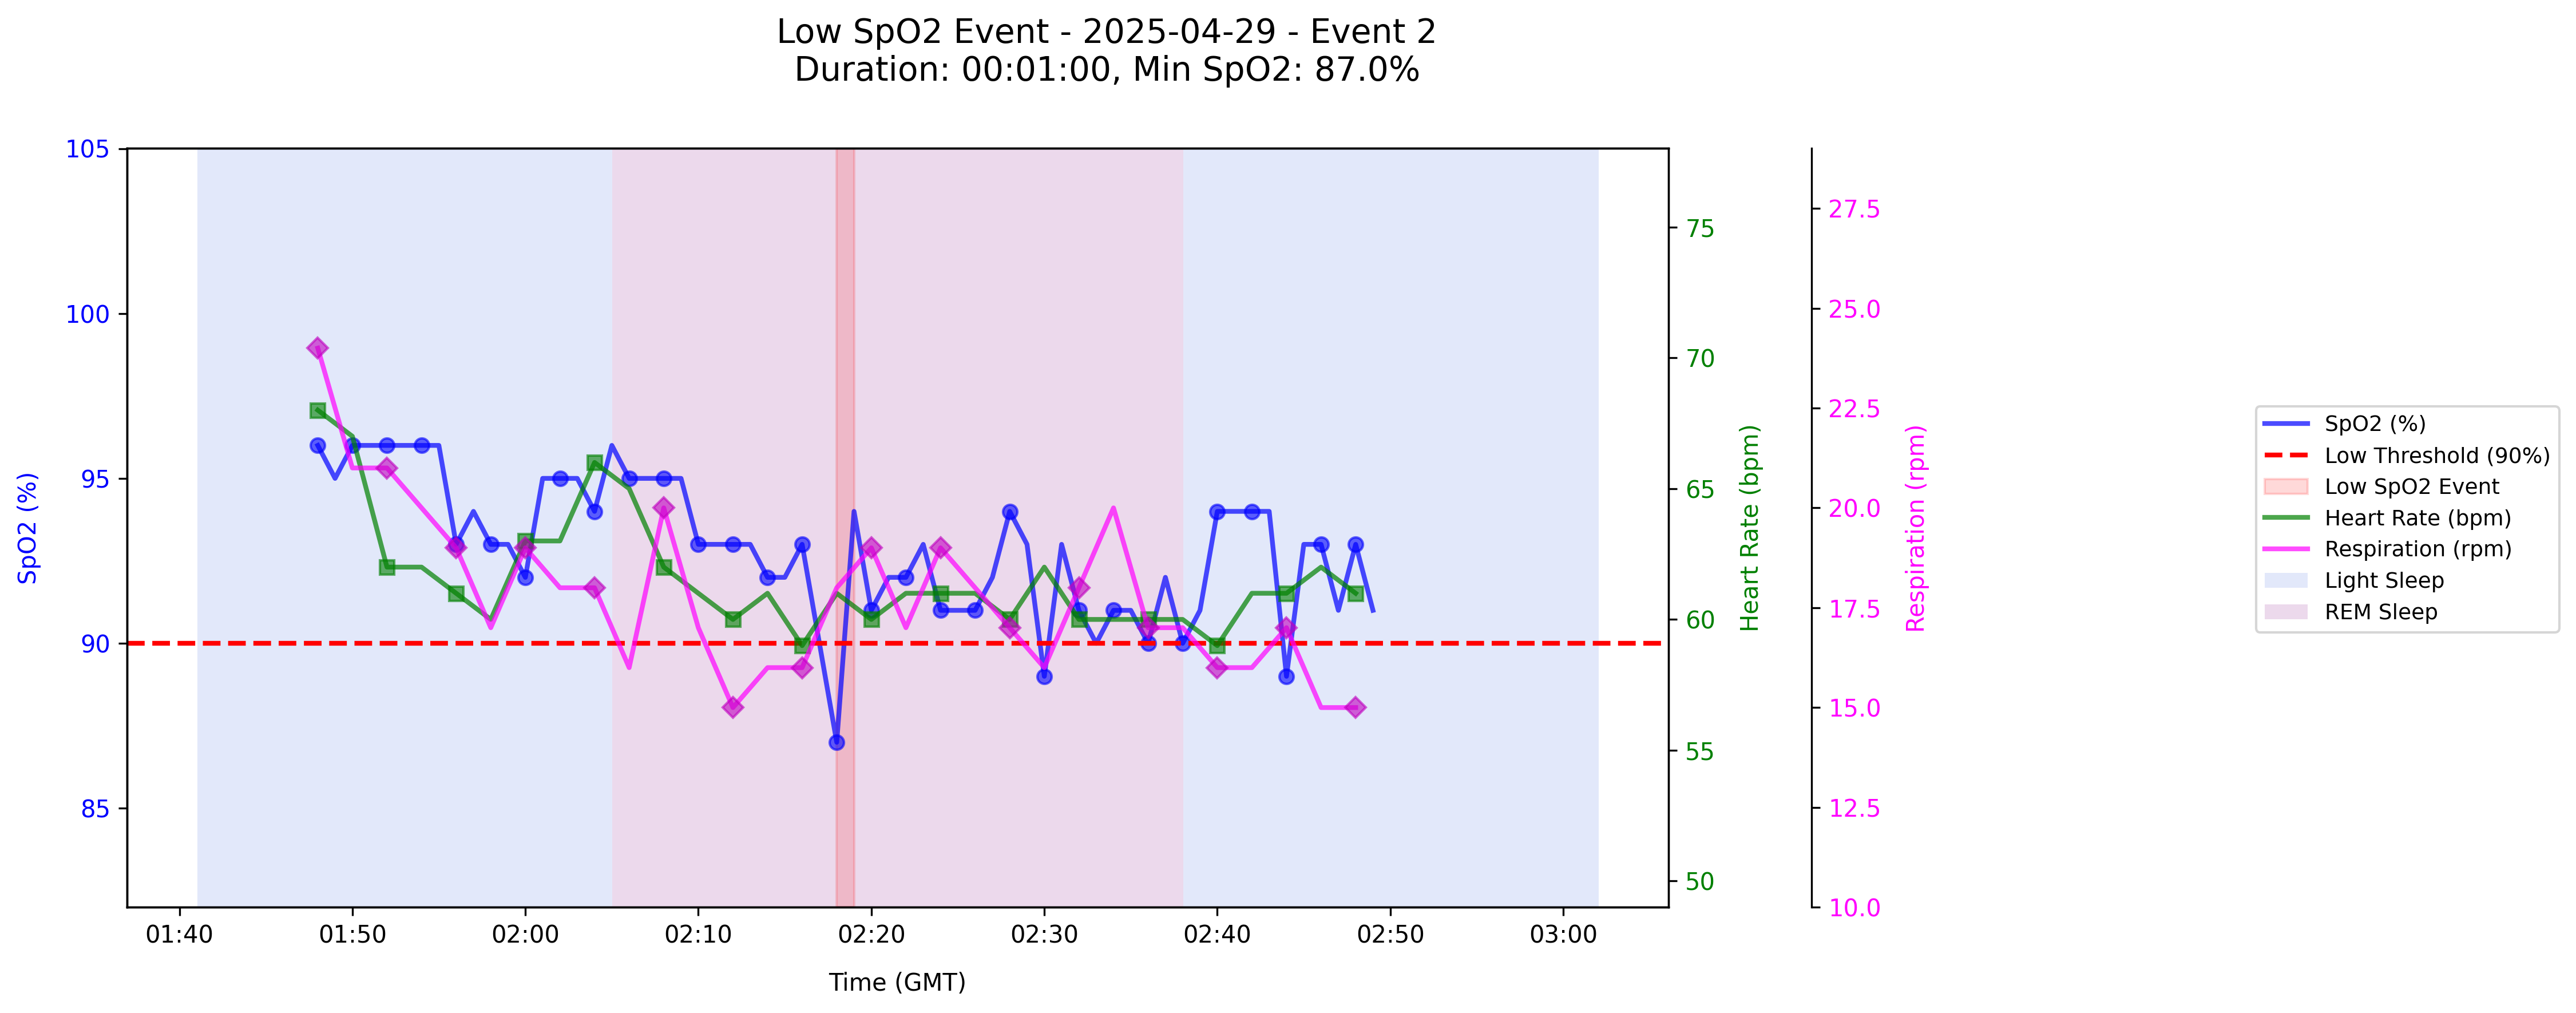 Low SpO2 Event - 2025-04-29 - Event 2
Duration: 00:01:00, Min SpO2: 87.0%
SpO2 (%)
105
100
95
90
85
01:40
01:50
02:00
02:10
02:20
02:30
02:40
02:50
03:00
Time (GMT)
75
70
65
60
55
50
Heart Rate (bpm)
27.5
25.0
22.5
20.0
17.5
15.0
12.5
10.0
Respiration (rpm)
SpO2 (%)
Low Threshold (90%)
Low SpO2 Event
Heart Rate (bpm)
Respiration (rpm)
Light Sleep
REM Sleep